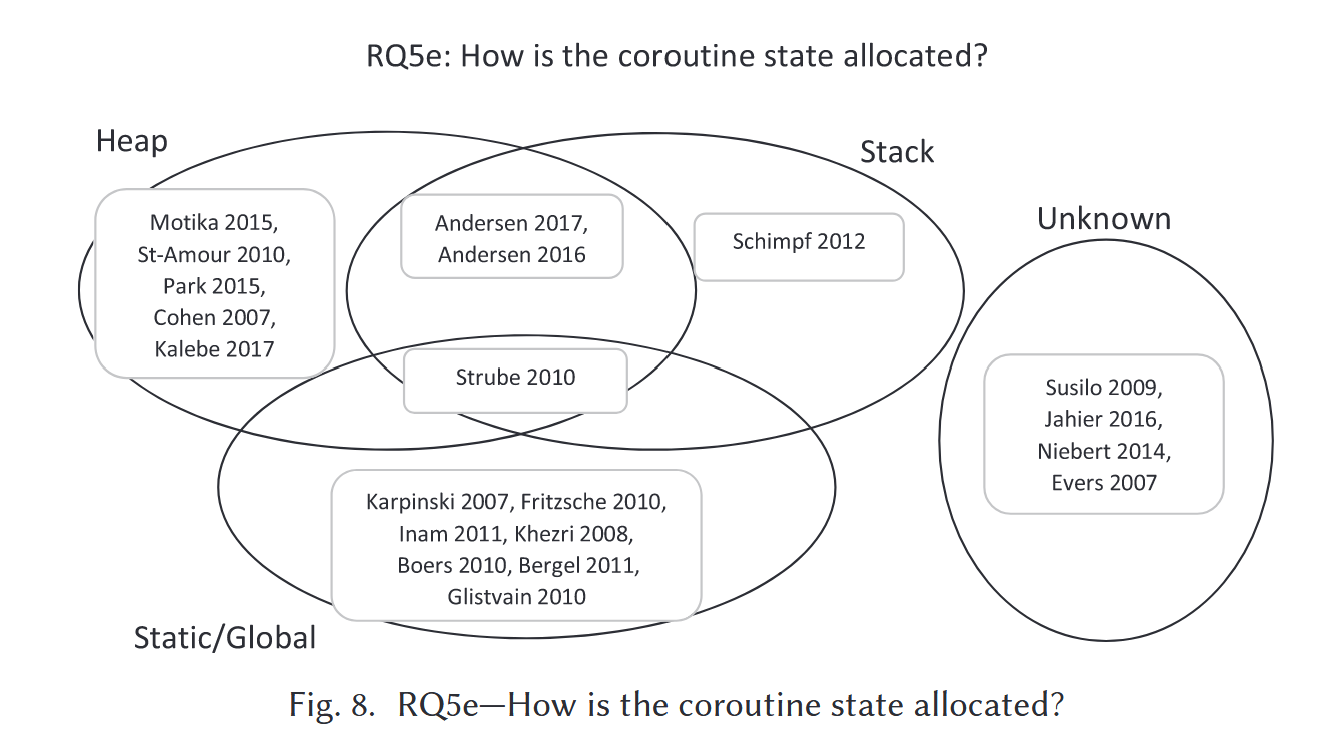 RQ5e: How is the coroutine state allocated?
Heap
Stack
Unknown
Motika 2015,
St-Amour 2010,
Park 2015,
Cohen 2007,
Kalebe 2017
Andersen 2017,
Andersen 2016
Schimpf 2012
Strube 2010
Susilo 2009,
Jahier 2016,
Niebert 2014,
Evers 2007
Karpinski 2007, Fritzsche 2010,
Inam 2011, Khezri 2008,
Boers 2010, Bergel 2011,
Glistvain 2010
Static/Global
Fig. 8. RQ5e—How is the coroutine state allocated?